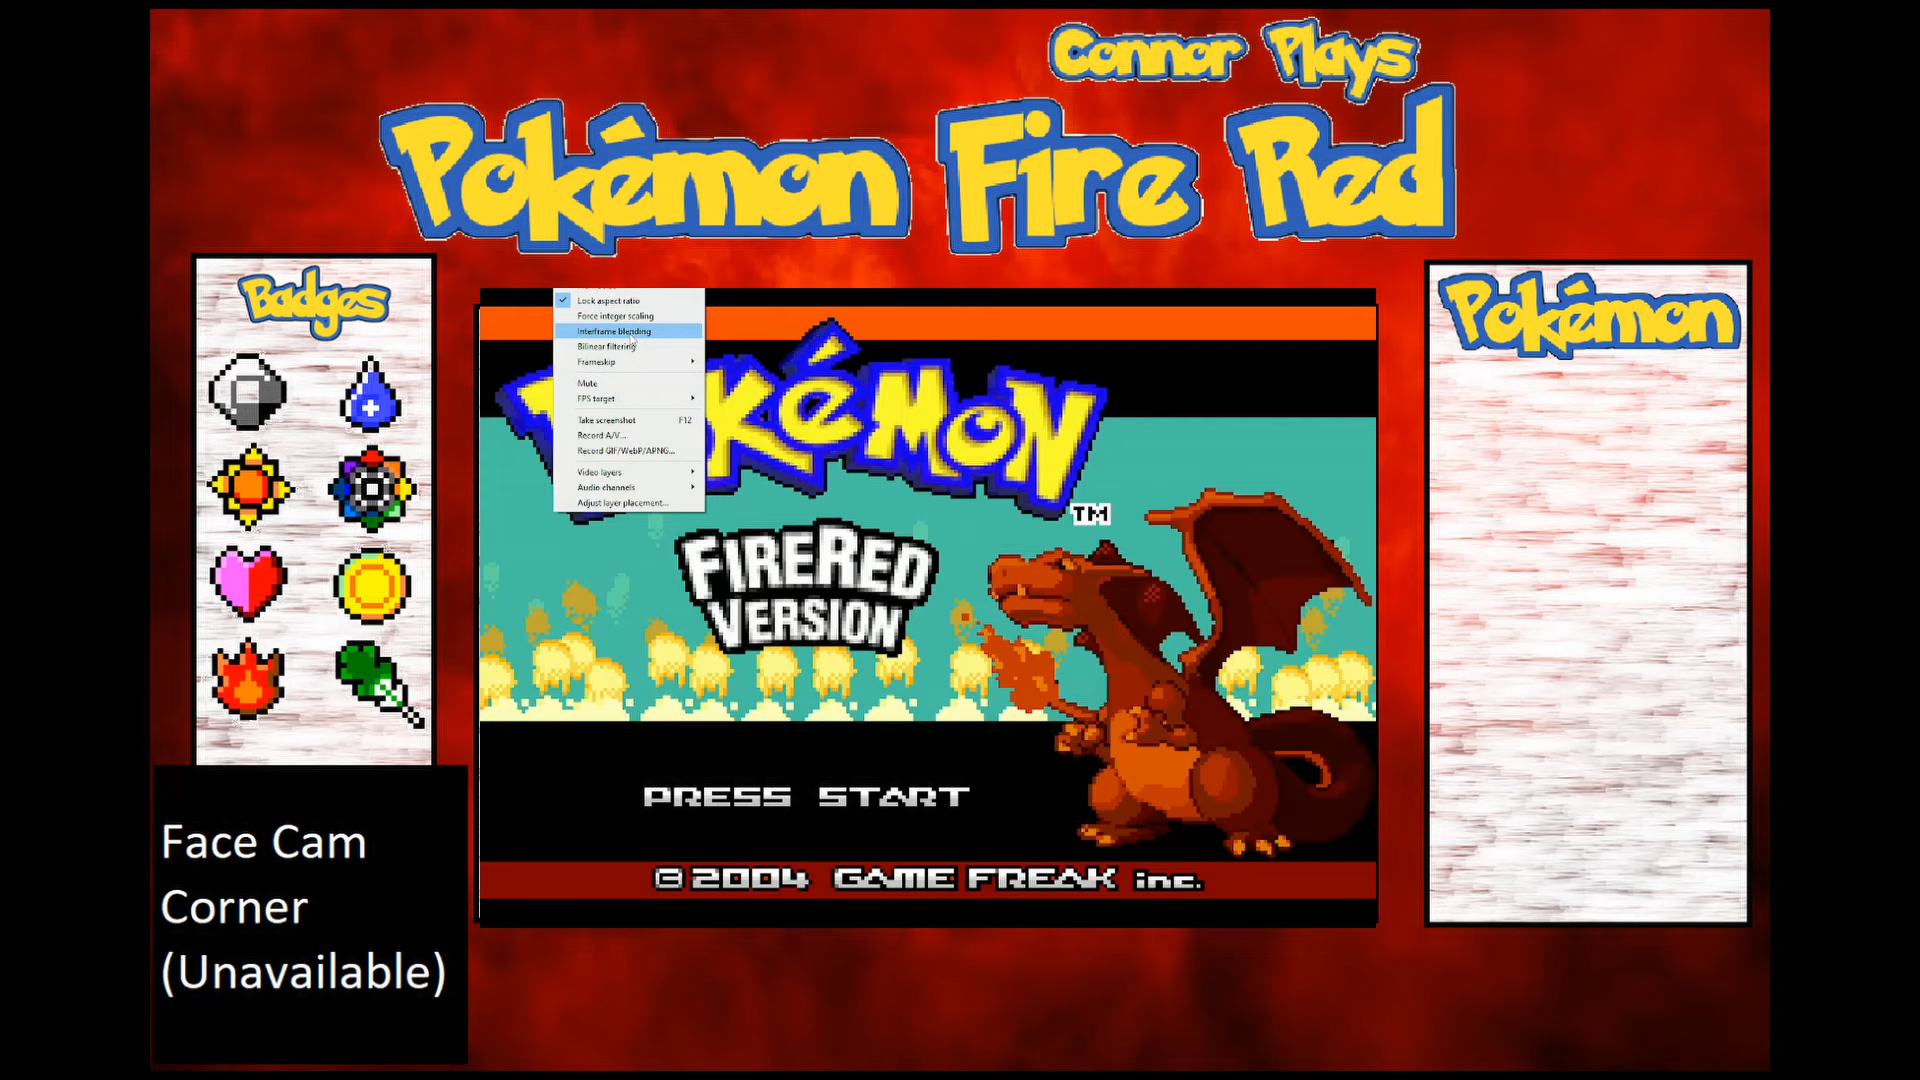 Connor Plays
Pokémon Fire Red
Badges
Pokémon
Lock aspect ratio
Force integer scaling
Interframe blending
Bilinear filtering
Frameskip
Mute
FPS target
Take screenshot F12
Record A/V...
Record GIF/WebP/APNG...
Video layers
Audio channels
Adjust layer placement...
POKéMON
TM
FIRERED
VERSION
PRESS START
© 2004 GAME FREAK inc.
Face Cam
Corner
(Unavailable)